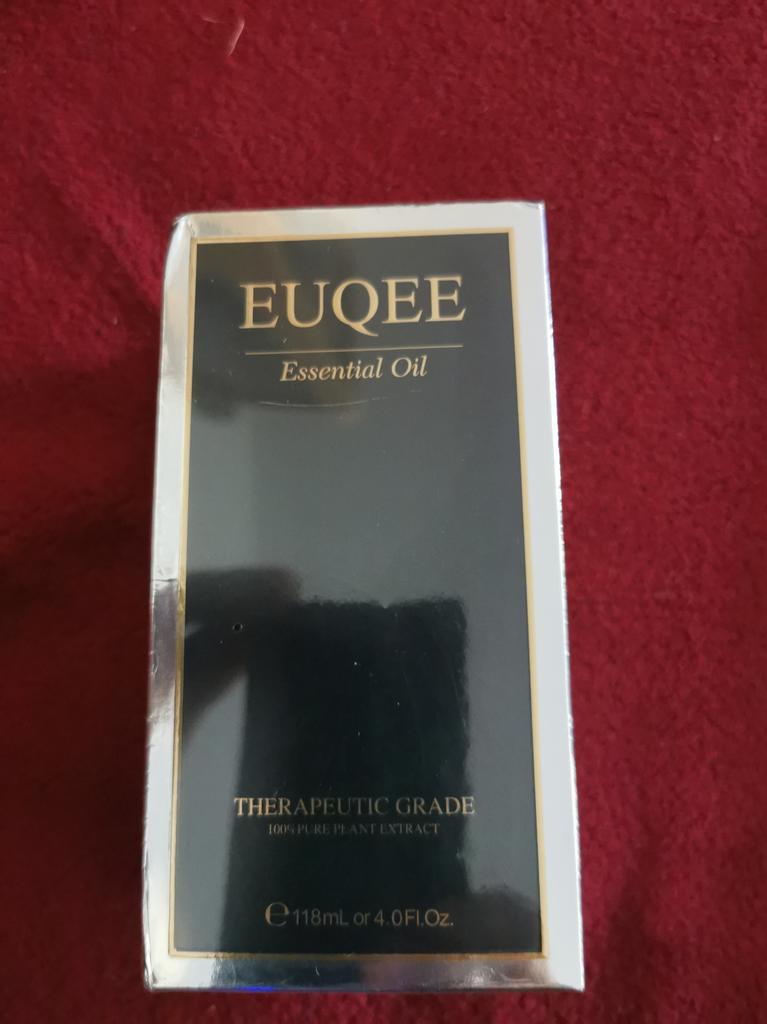 EUQEE
Essential Oil
THERAPEUTIC GRADE
100% PURE PLANT EXTRACT
℮118mL or 4.0Fl.Oz.